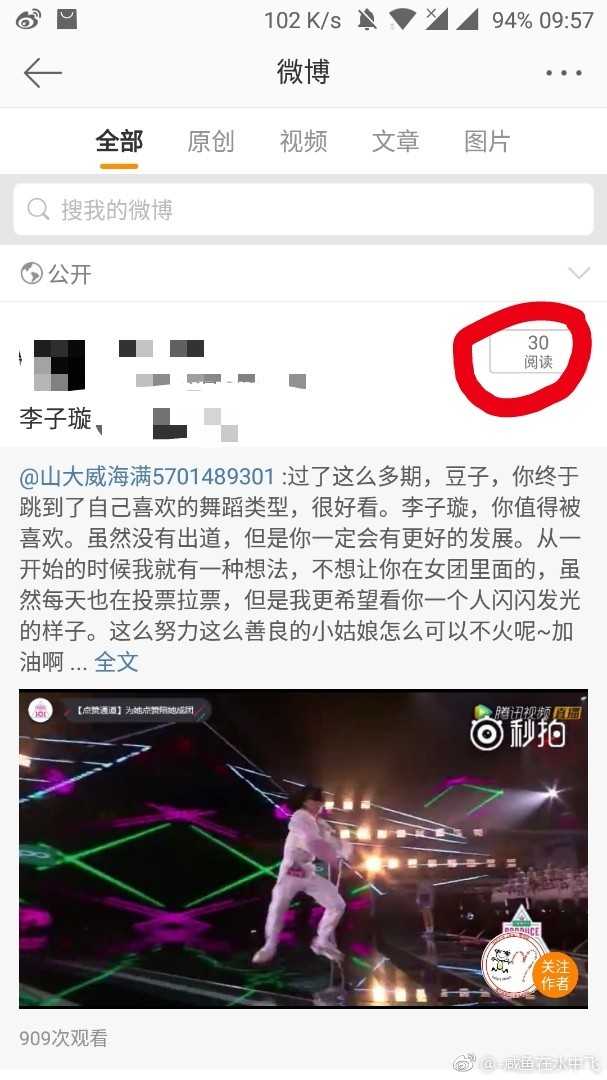 102 K/s 94% 09:57
微博
全部 原创 视频 文章 图片
搜我的微博
公开
30
阅读
李子璇
@山大威海满5701489301 :过了这么多期，豆子，你终于
跳到了自己喜欢的舞蹈类型，很好看。李子璇，你值得被
喜欢。虽然没有出道，但是你一定会有更好的发展。从一
开始的时候我就有一种想法，不想让你在女团里面的，虽
然每天也在投票拉票，但是我更希望看你一个人闪闪发光
的样子。这么努力这么善良的小姑娘怎么可以不火呢~加
油啊 ... 全文
101
【点赞通道】为她点赞陪她成团
腾讯视频 直播
秒拍
PRODUCE
关注
作者
909次观看
@-咸鱼在水中飞